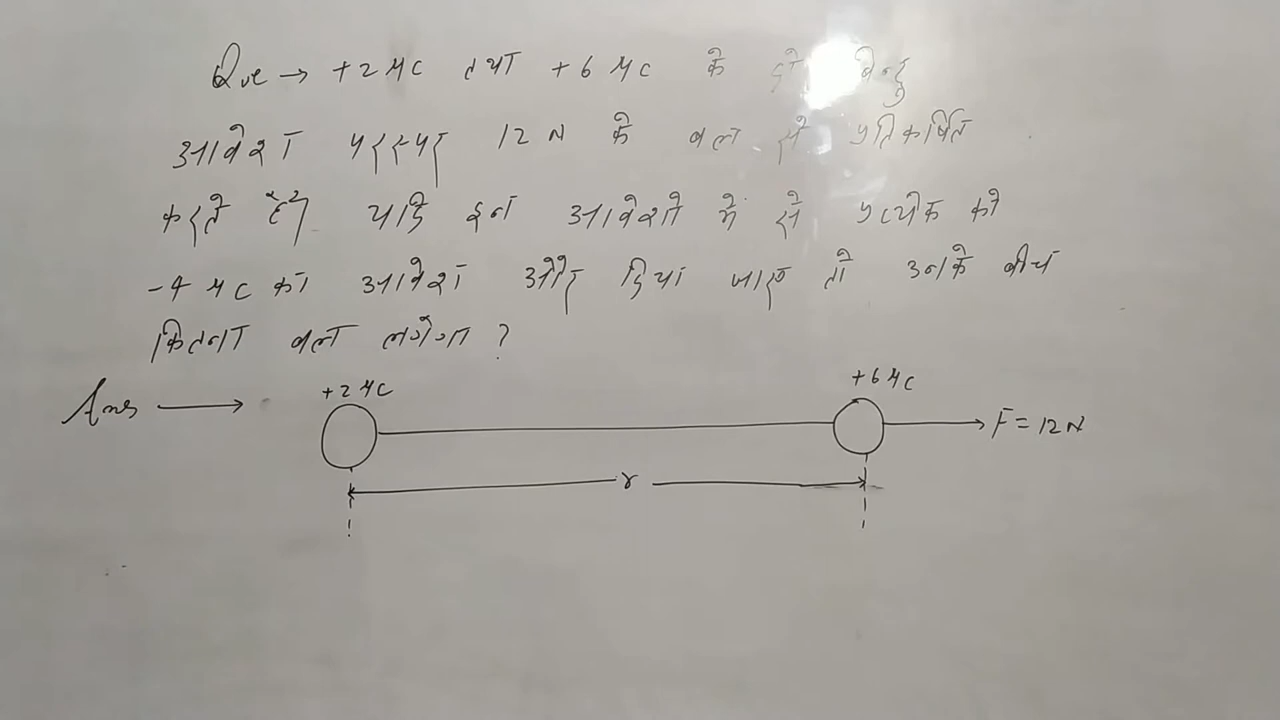 Que → +2 μC तथा +6 μC के दो बिन्दु
आवेश परस्पर 12 N के बल से प्रतिकर्षित
करते हैं। यदि इन आवेशो में से प्रत्येक को
-4 μC का आवेश और दिया जाए तो उनके बीच
कितना बल लगेगा ?
Ans → +2 μC +6 μC
F = 12 N
r